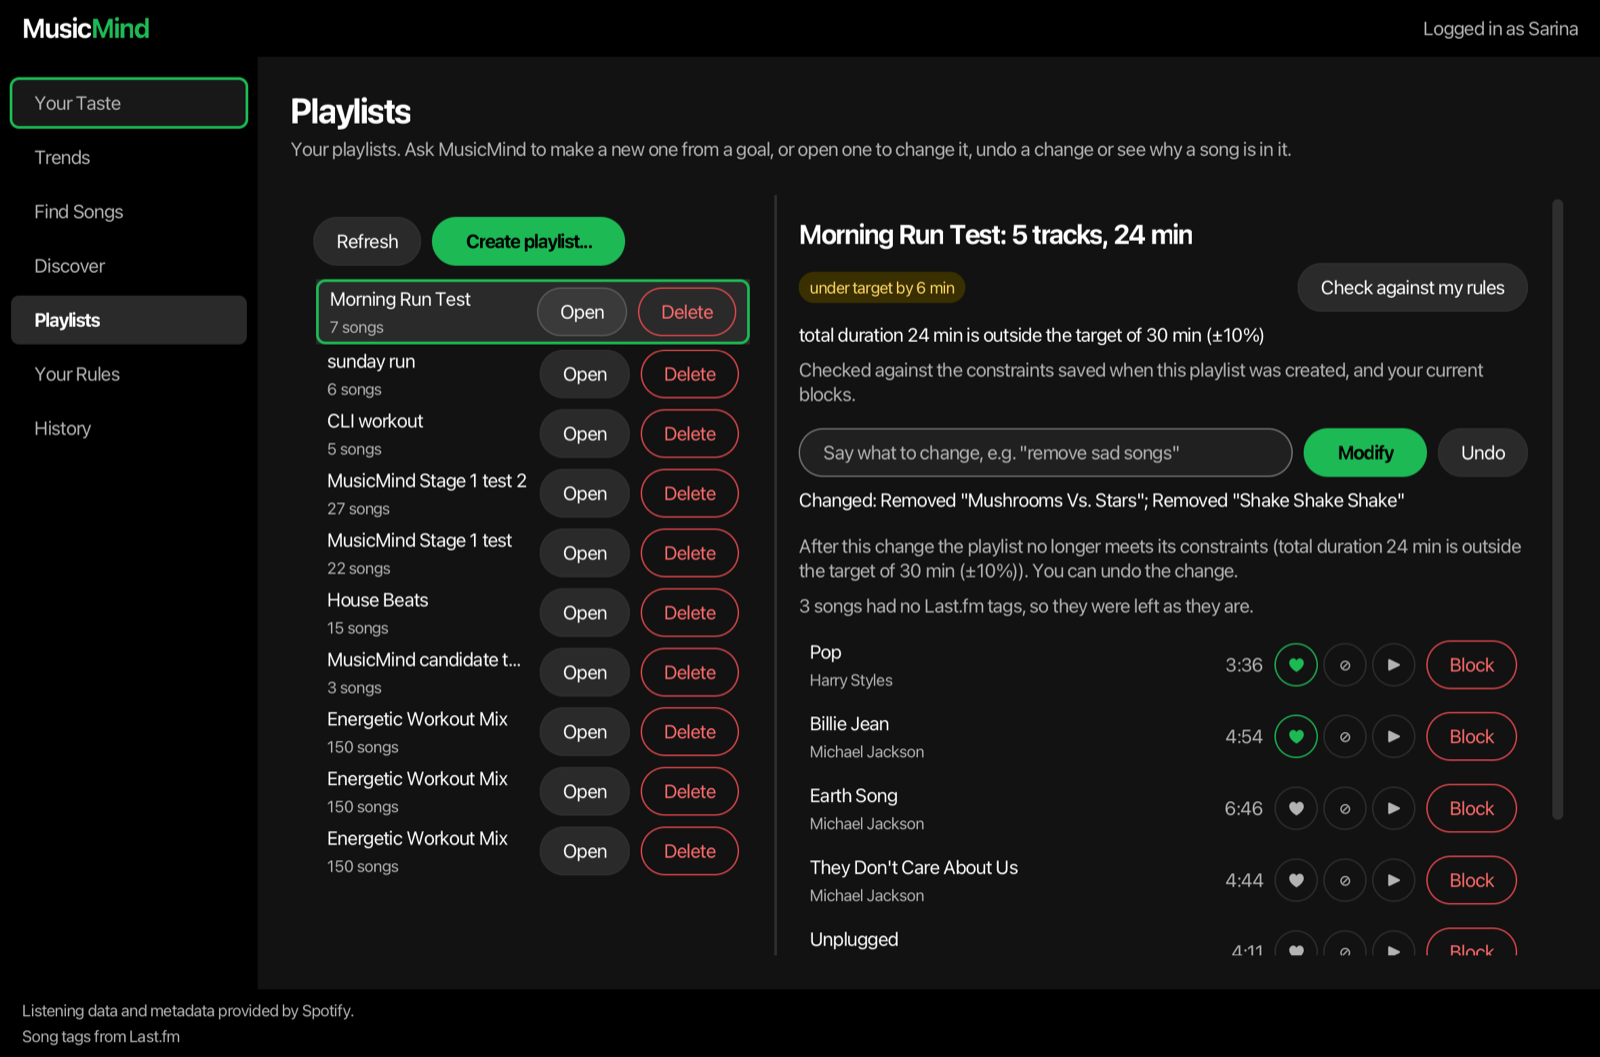 MusicMind
Logged in as Sarina
Your Taste
Trends
Find Songs
Discover
Playlists
Your Rules
History
Playlists
Your playlists. Ask MusicMind to make a new one from a goal, or open one to change it, undo a change or see why a song is in it.
Refresh
Create playlist...
Morning Run Test
7 songs
Open
Delete
sunday run
6 songs
Open
Delete
CLI workout
5 songs
Open
Delete
MusicMind Stage 1 test 2
27 songs
Open
Delete
MusicMind Stage 1 test
22 songs
Open
Delete
House Beats
15 songs
Open
Delete
MusicMind candidate t...
3 songs
Open
Delete
Energetic Workout Mix
150 songs
Open
Delete
Energetic Workout Mix
150 songs
Open
Delete
Energetic Workout Mix
150 songs
Open
Delete
Morning Run Test: 5 tracks, 24 min
under target by 6 min
Check against my rules
total duration 24 min is outside the target of 30 min (±10%)
Checked against the constraints saved when this playlist was created, and your current
blocks.
Say what to change, e.g. "remove sad songs"
Modify
Undo
Changed: Removed "Mushrooms Vs. Stars"; Removed "Shake Shake Shake"
After this change the playlist no longer meets its constraints (total duration 24 min is outside
the target of 30 min (±10%)). You can undo the change.
3 songs had no Last.fm tags, so they were left as they are.
Pop
Harry Styles
3:36
Block
Billie Jean
Michael Jackson
4:54
Block
Earth Song
Michael Jackson
6:46
Block
They Don't Care About Us
Michael Jackson
4:44
Block
Unplugged
4:11
Block
Listening data and metadata provided by Spotify.
Song tags from Last.fm